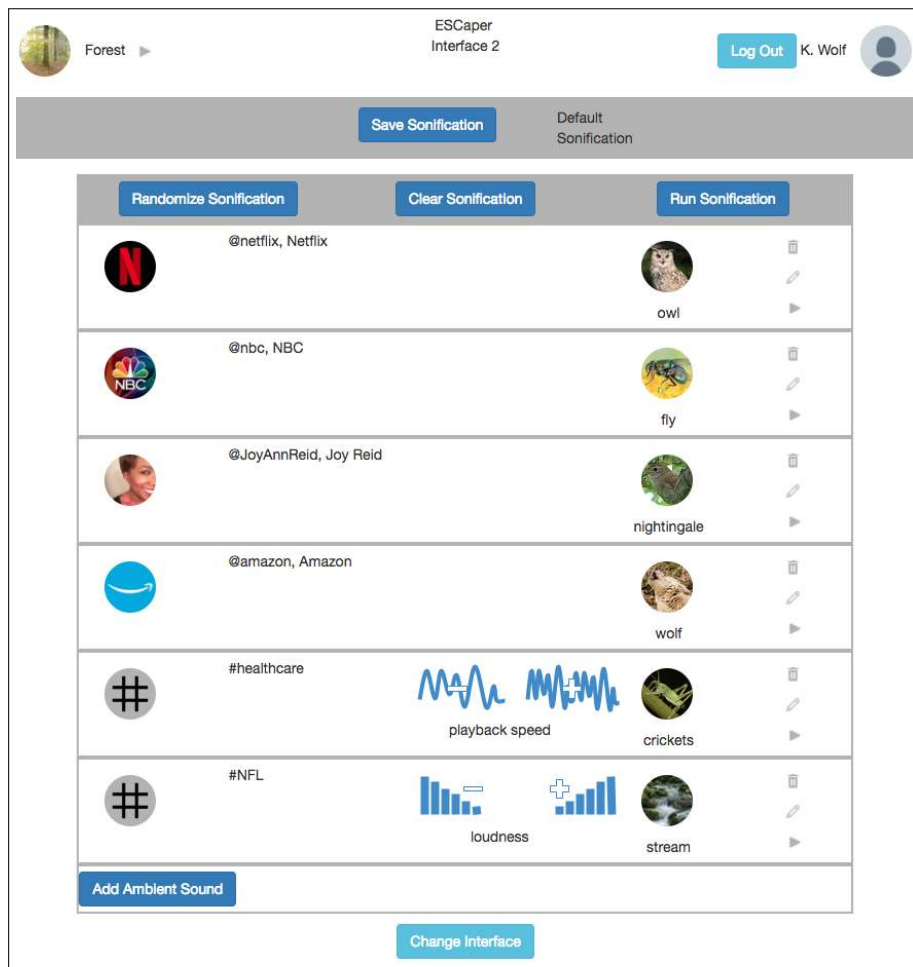 Forest
ESCaper
Interface 2
Log Out
K. Wolf
Save Sonification
Default
Sonification
Randomize Sonification
Clear Sonification
Run Sonification
N
@netflix, Netflix
owl
NBC
@nbc, NBC
fly
@JoyAnnReid, Joy Reid
nightingale
@amazon, Amazon
wolf
#
#healthcare
playback speed
crickets
#
#NFL
loudness
stream
Add Ambient Sound
Change Interface